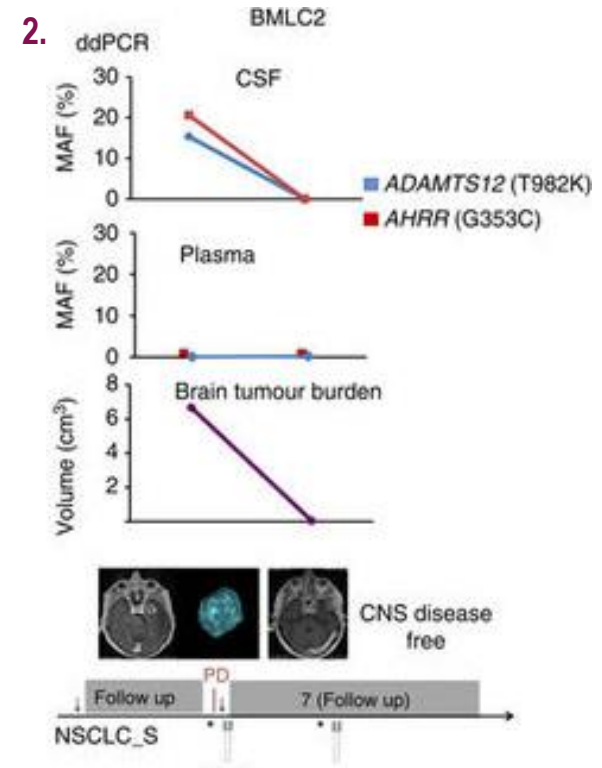 2.
BMLC2
ddPCR
CSF
MAF (%)
30
20
10
0
ADAMTS12 (T982K)
AHRR (G353C)
Plasma
MAF (%)
30
20
10
0
Brain tumour burden
Volume (cm³)
8
6
4
2
CNS disease
free
PD
Follow up
7 (Follow up)
NSCLC_S